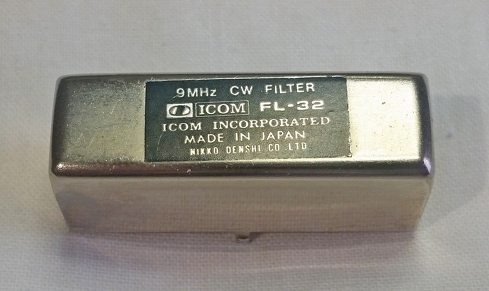 9MHz CW FILTER
ICOM FL-32
ICOM INCORPORATED
MADE IN JAPAN
NIKKO DENSHI CO LTD